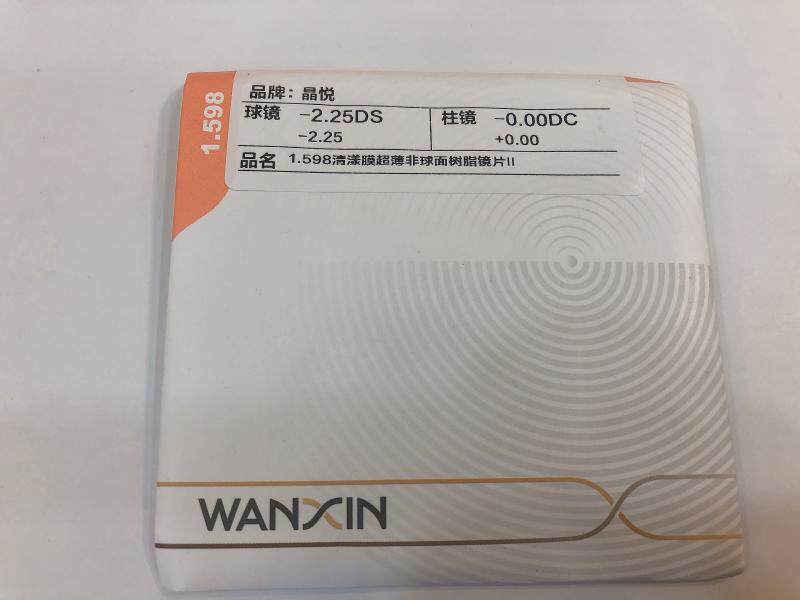 1.598
品牌：晶悦
球镜 -2.25DS 柱镜 -0.00DC
-2.25 +0.00
品名 1.598清漾膜超薄非球面树脂镜片II
WANXIN